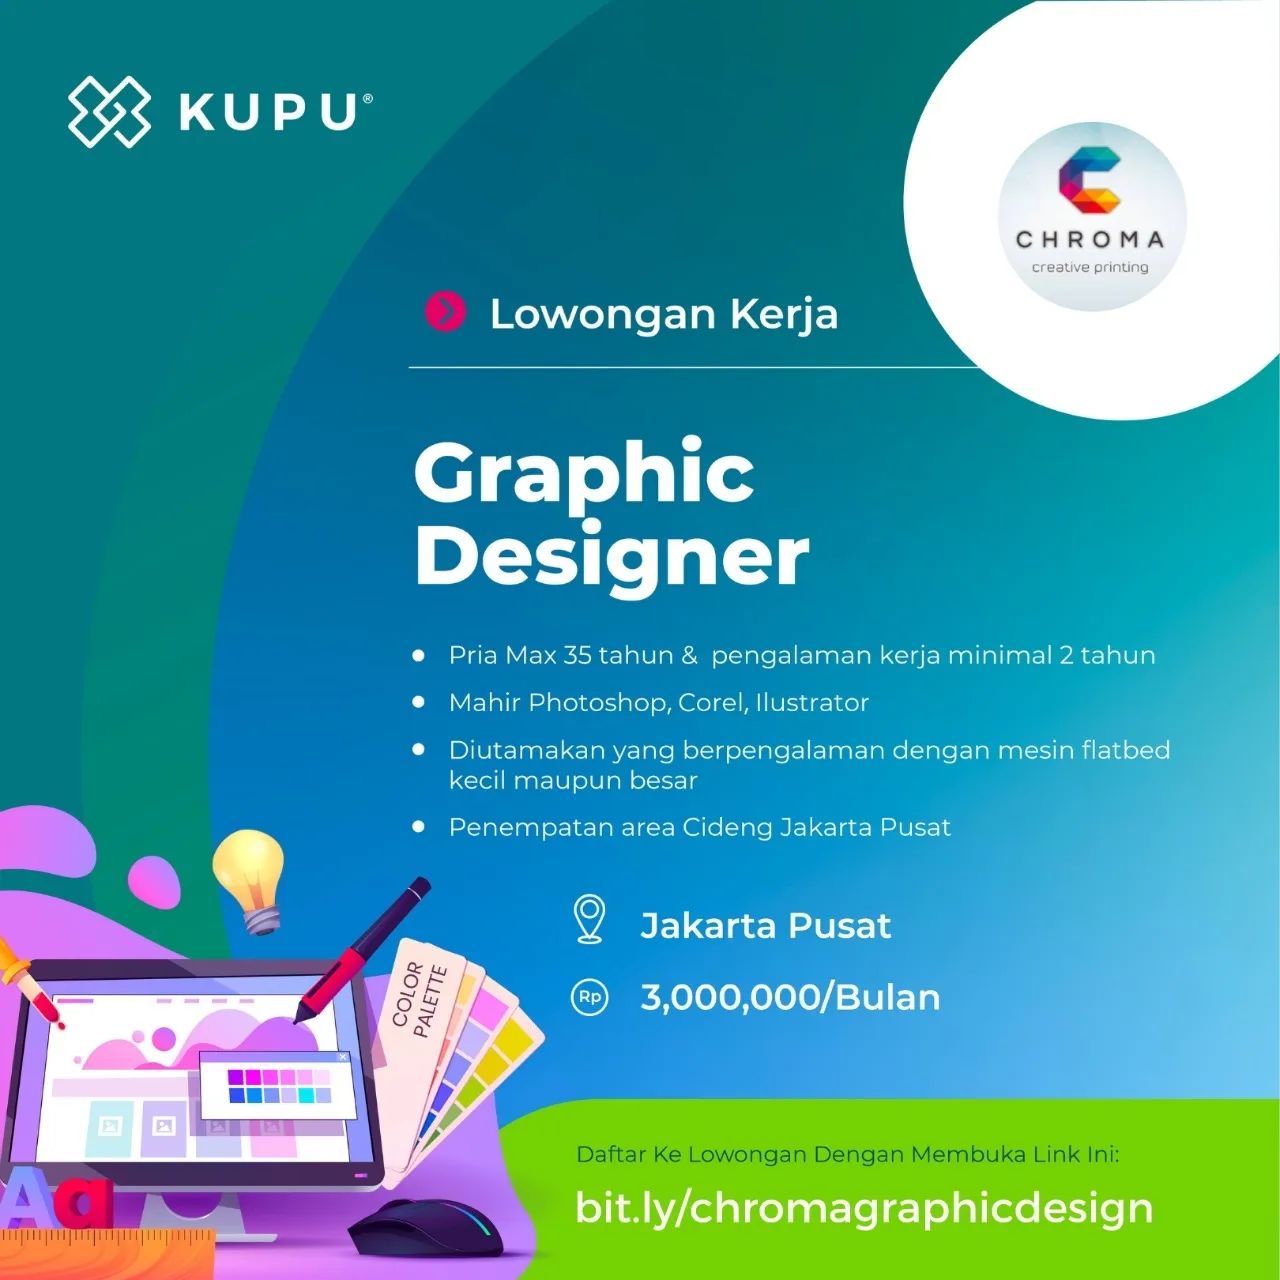 KUPU®
CHROMA
creative printing
Lowongan Kerja
Graphic
Designer
Pria Max 35 tahun & pengalaman kerja minimal 2 tahun
Mahir Photoshop, Corel, Ilustrator
Diutamakan yang berpengalaman dengan mesin flatbed
kecil maupun besar
Penempatan area Cideng Jakarta Pusat
Jakarta Pusat
Rp 3,000,000/Bulan
COLOR
PALETTE
Aa
Daftar Ke Lowongan Dengan Membuka Link Ini:
bit.ly/chromagraphicdesign